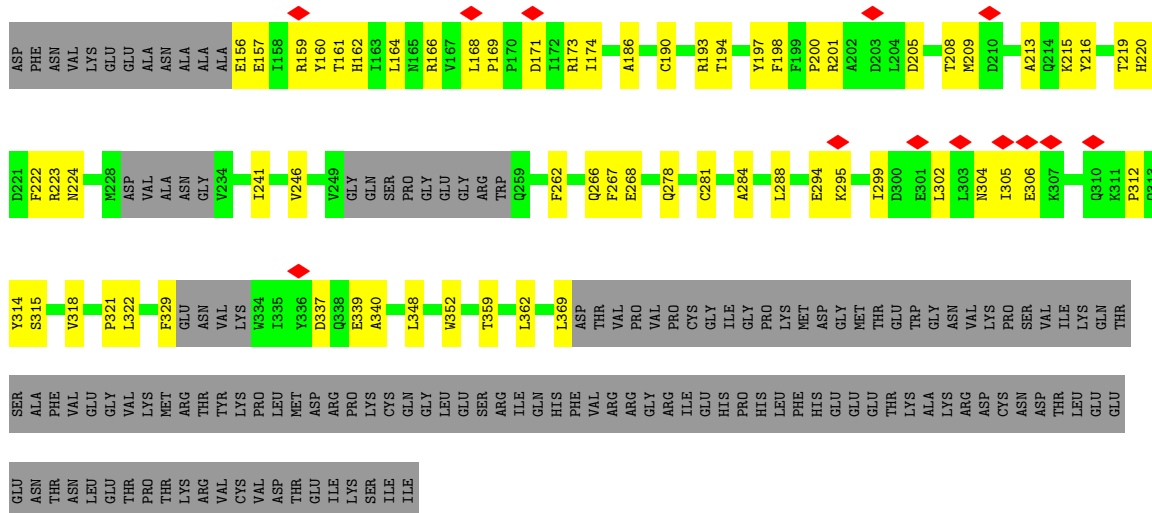 ASP PHE ASN VAL LYS GLU GLU ALA ASN ALA ALA ALA ALA E156 E157 I158 R159 Y160 T161 H162 I163 L164 N165 R166 V167 L168 P169 P170 D171 I172 R173 I174 A186 C190 R193 T194 Y197 F198 F199 P200 R201 A202 D203 L204 D205 T208 M209 D210 A213 Q214 K215 Y216 T219 H220
D221 F222 R223 N224 M228 ASP VAL ALA ASN GLY V234 I241 V246 V249 GLY GLN SER PRO GLY GLU GLY ARG TRP Q259 F262 Q266 F267 E268 Q278 C281 A284 L288 E294 K295 I299 D300 E301 L302 L303 N304 I305 E306 K307 Q310 K311 P312 Q313
Y314 S315 V318 P321 L322 F329 GLU ASN VAL LYS W334 I335 Y336 D337 Q338 E339 A340 L348 W352 T359 L362 L369 ASP THR VAL PRO VAL PRO CYS GLY ILE GLY PRO LYS MET ASP GLY MET THR GLU TRP GLY ASN VAL LYS PRO SER VAL ILE LYS GLN THR
SER ALA PHE VAL GLU GLY VAL LYS MET ARG THR TYR LYS PRO LEU MET ASP ARG PRO LYS CYS GLN GLY LEU GLU SER ARG ILE GLN HIS PHE VAL ARG ARG GLY ARG ILE GLU HIS PRO HIS LEU PHE HIS GLU GLU GLU THR LYS ALA LYS ARG ASP CYS ASN ASP THR LEU GLU GLU
GLU ASN THR ASN LEU GLU THR PRO THR LYS ARG VAL CYS VAL ASP THR GLU ILE LYS SER ILE ILE